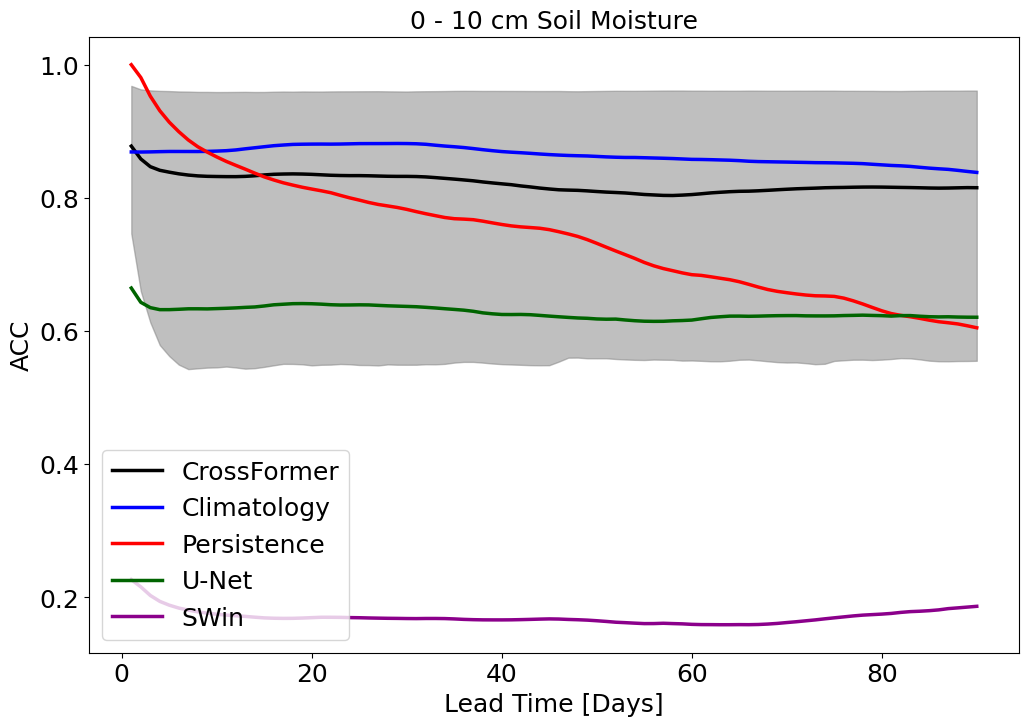 0 - 10 cm Soil Moisture
ACC
1.0
0.8
0.6
0.4
0.2
CrossFormer
Climatology
Persistence
U-Net
SWin
0 20 40 60 80
Lead Time [Days]